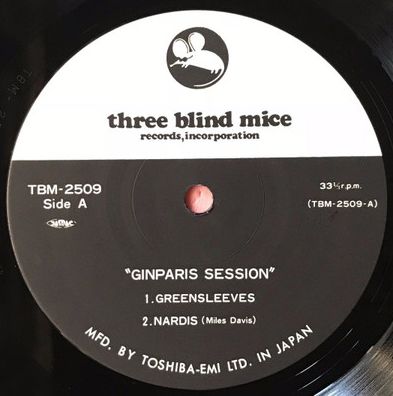 three blind mice
records, incorporation
TBM-2509
Side A
33⅓ r.p.m.
(TBM-2509-A)
"GINPARIS SESSION"
1. GREENSLEEVES
2. NARDIS (Miles Davis)
MFD. BY TOSHIBA-EMI LTD. IN JAPAN